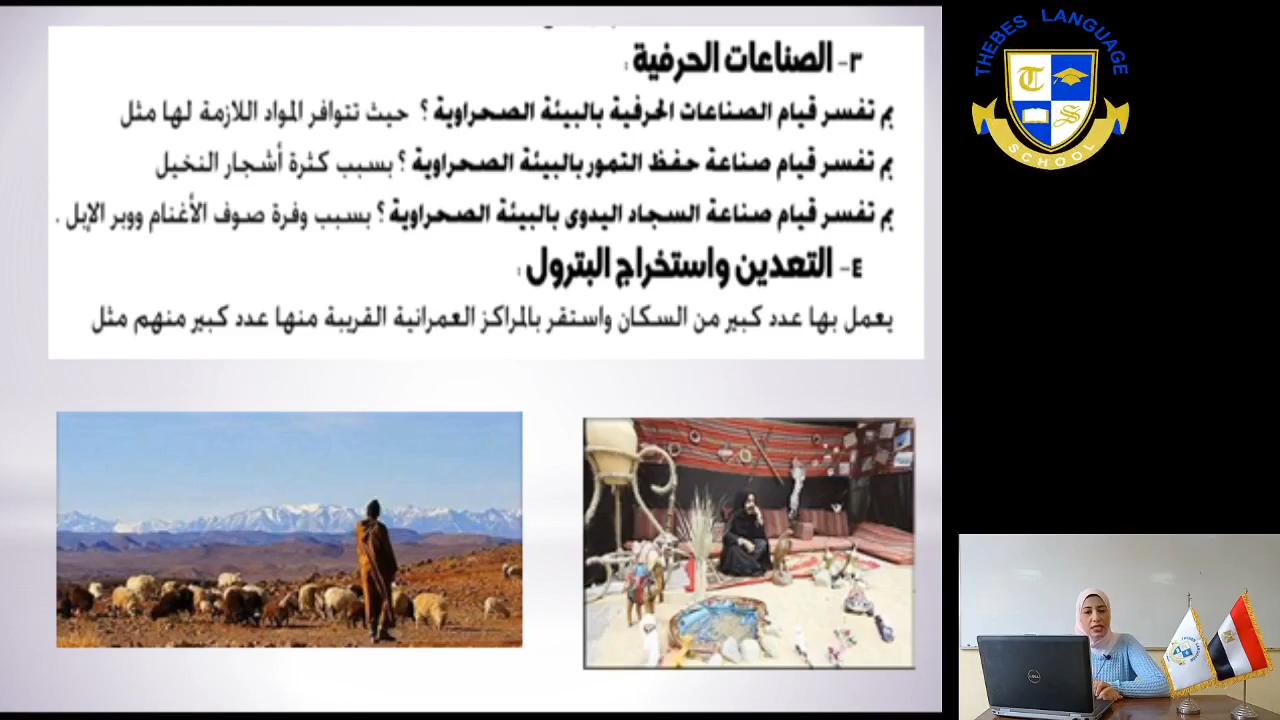 ٣- الصناعات الحرفية :
بم تفسر قيام الصناعات الحرفية بالبيئة الصحراوية ؟ حيث تتوافر المواد اللازمة لها مثل
بم تفسر قيام صناعة حفظ التمور بالبيئة الصحراوية ؟ بسبب كثرة أشجار النخيل
بم تفسر قيام صناعة السجاد اليدوى بالبيئة الصحراوية ؟ بسبب وفرة صوف الأغنام ووبر الإبل .
٤- التعدين واستخراج البترول :
يعمل بها عدد كبير من السكان واستقر بالمراكز العمرانية القريبة منها عدد كبير منهم مثل
THEBES LANGUAGE
T
S
SCHOOL
DELL